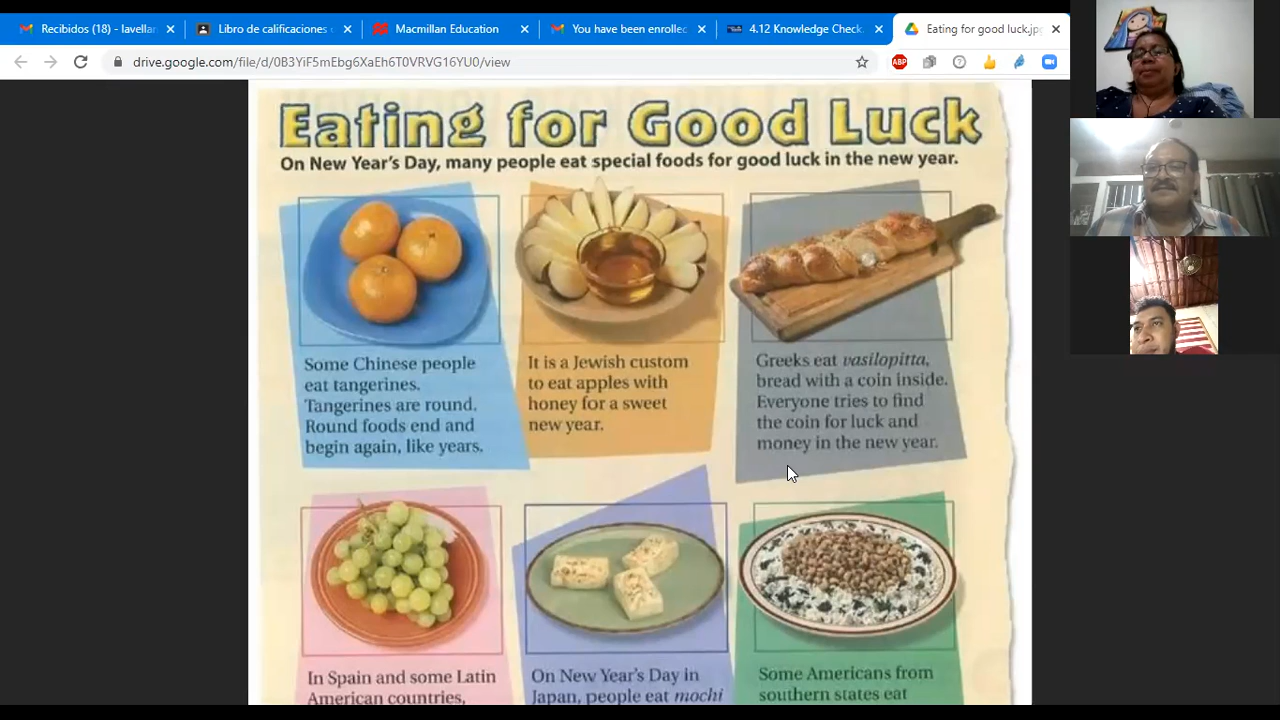 Recibidos (18) - lavellan
Libro de calificaciones d
Macmillan Education
You have been enrolled
4.12 Knowledge Check
Eating for good luck.jpg
drive.google.com/file/d/0B3YiF5mEbgDXaEh6T0VRVGJ6YU0/view
ABP
Eating for Good Luck
On New Year's Day, many people eat special foods for good luck in the new year.
Some Chinese people
eat tangerines.
Tangerines are round.
Round foods end and
begin again, like years.
It is a Jewish custom
to eat apples with
honey for a sweet
new year.
Greeks eat vasilopitta,
bread with a coin inside.
Everyone tries to find
the coin for luck and
money in the new year.
In Spain and some Latin
American countries,
On New Year's Day in
Japan, people eat mochi
Some Americans from
southern states eat